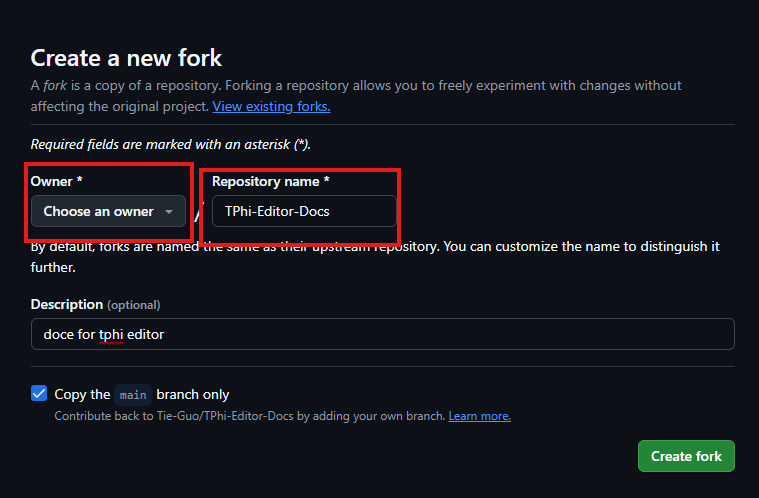 Create a new fork
A fork is a copy of a repository. Forking a repository allows you to freely experiment with changes without
affecting the original project. View existing forks.
Required fields are marked with an asterisk (*).
Owner * Repository name *
Choose an owner / TPhi-Editor-Docs
By default, forks are named the same as their upstream repository. You can customize the name to distinguish it
further.
Description (optional)
doce for tphi editor
Copy the main branch only
Contribute back to Tie-Guo/TPhi-Editor-Docs by adding your own branch. Learn more.
Create fork